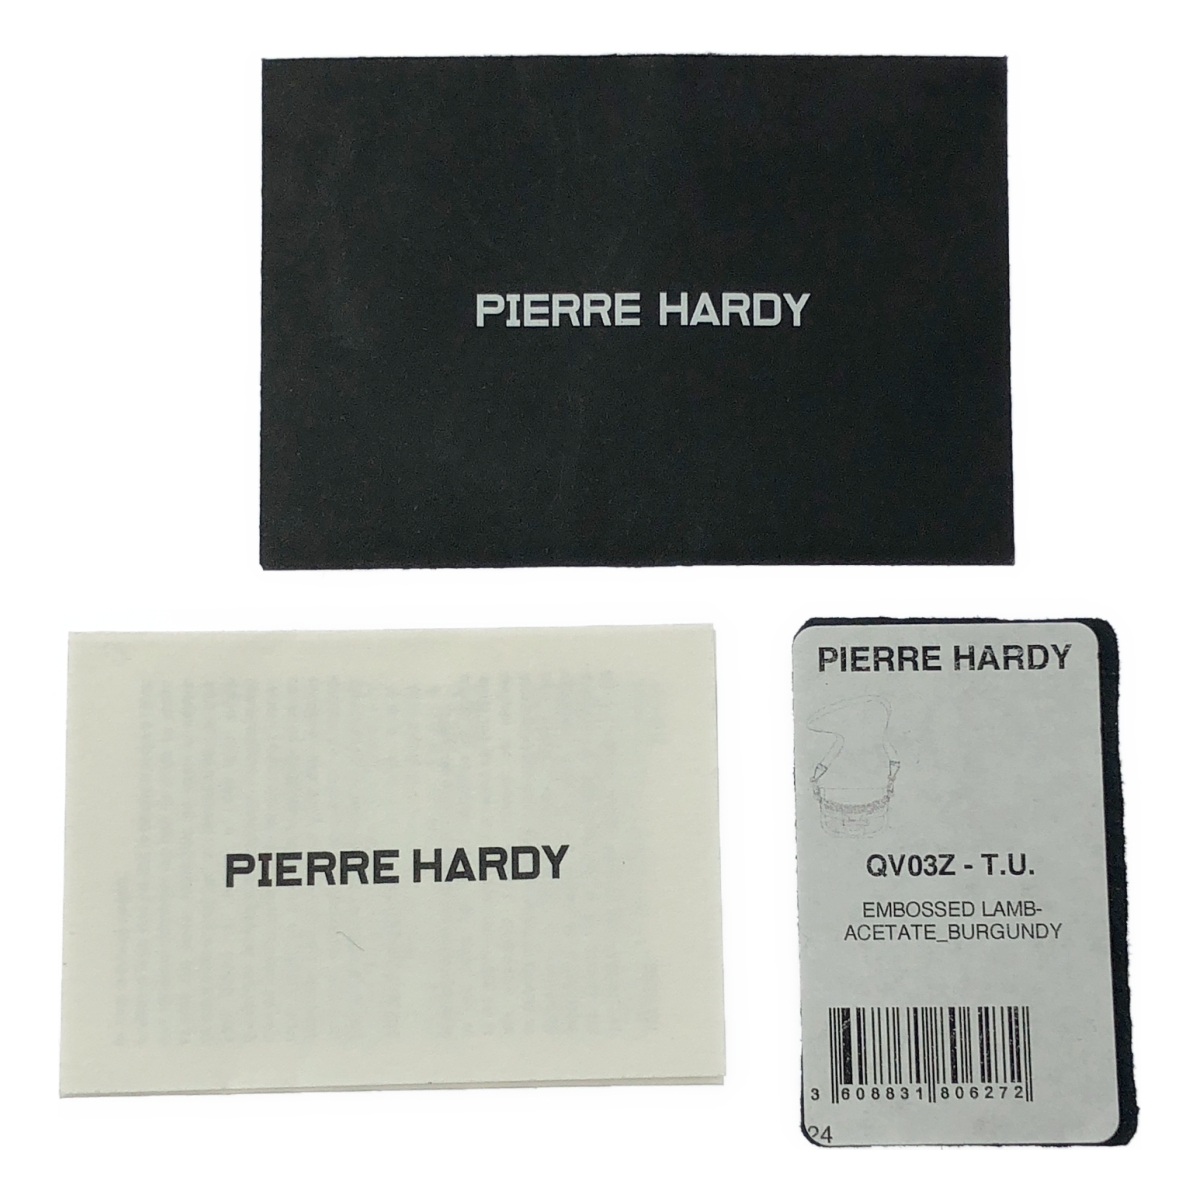 PIERRE HARDY
PIERRE HARDY
PIERRE HARDY
QV03Z - T.U.
EMBOSSED LAMB-
ACETATE_BURGUNDY
3 608831 806272
24